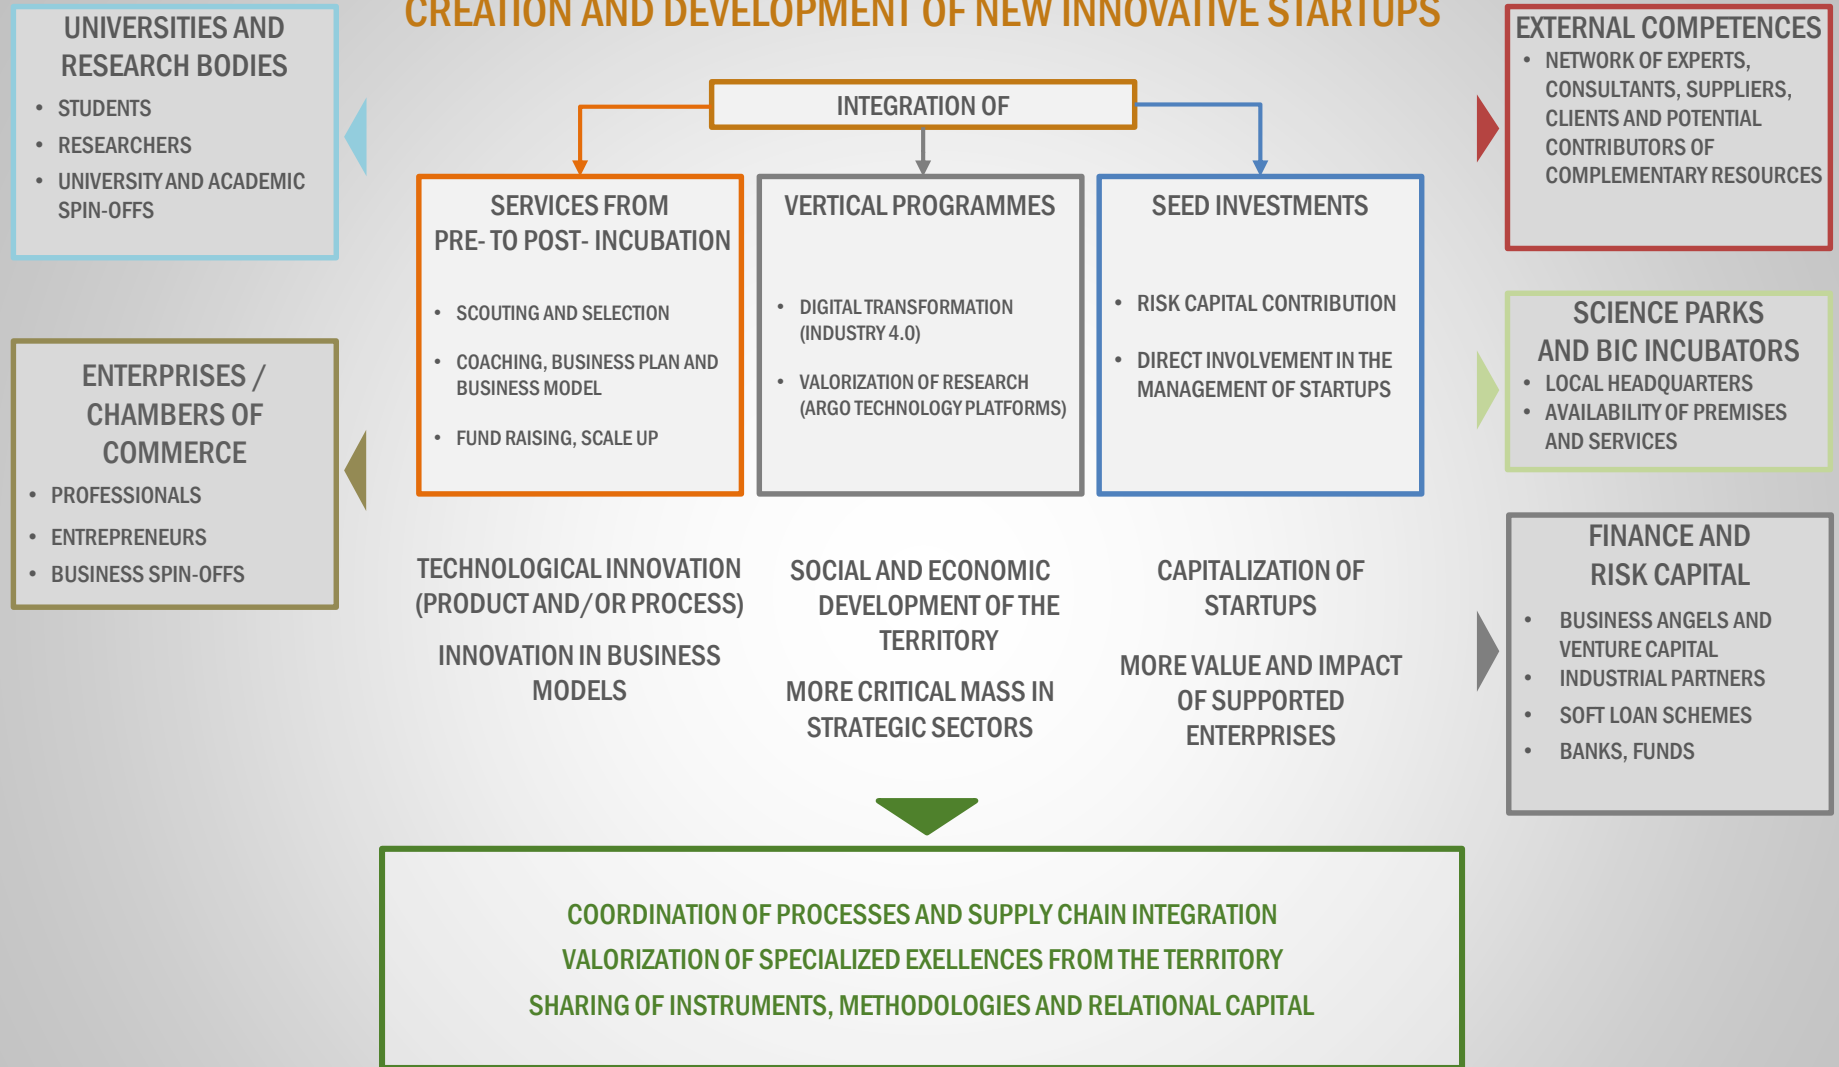 CREATION AND DEVELOPMENT OF NEW INNOVATIVE STARTUPS
UNIVERSITIES AND
RESEARCH BODIES
• STUDENTS
• RESEARCHERS
• UNIVERSITY AND ACADEMIC
SPIN-OFFS
ENTERPRISES /
CHAMBERS OF
COMMERCE
• PROFESSIONALS
• ENTREPRENEURS
• BUSINESS SPIN-OFFS
INTEGRATION OF
SERVICES FROM
PRE- TO POST- INCUBATION
• SCOUTING AND SELECTION
• COACHING, BUSINESS PLAN AND
BUSINESS MODEL
• FUND RAISING, SCALE UP
VERTICAL PROGRAMMES
• DIGITAL TRANSFORMATION
(INDUSTRY 4.0)
• VALORIZATION OF RESEARCH
(ARGO TECHNOLOGY PLATFORMS)
SEED INVESTMENTS
• RISK CAPITAL CONTRIBUTION
• DIRECT INVOLVEMENT IN THE
MANAGEMENT OF STARTUPS
TECHNOLOGICAL INNOVATION
(PRODUCT AND/OR PROCESS)
INNOVATION IN BUSINESS
MODELS
SOCIAL AND ECONOMIC
DEVELOPMENT OF THE
TERRITORY
MORE CRITICAL MASS IN
STRATEGIC SECTORS
CAPITALIZATION OF
STARTUPS
MORE VALUE AND IMPACT
OF SUPPORTED
ENTERPRISES
EXTERNAL COMPETENCES
• NETWORK OF EXPERTS,
CONSULTANTS, SUPPLIERS,
CLIENTS AND POTENTIAL
CONTRIBUTORS OF
COMPLEMENTARY RESOURCES
SCIENCE PARKS
AND BIC INCUBATORS
• LOCAL HEADQUARTERS
• AVAILABILITY OF PREMISES
AND SERVICES
FINANCE AND
RISK CAPITAL
• BUSINESS ANGELS AND
VENTURE CAPITAL
• INDUSTRIAL PARTNERS
• SOFT LOAN SCHEMES
• BANKS, FUNDS
COORDINATION OF PROCESSES AND SUPPLY CHAIN INTEGRATION
VALORIZATION OF SPECIALIZED EXELLENCES FROM THE TERRITORY
SHARING OF INSTRUMENTS, METHODOLOGIES AND RELATIONAL CAPITAL